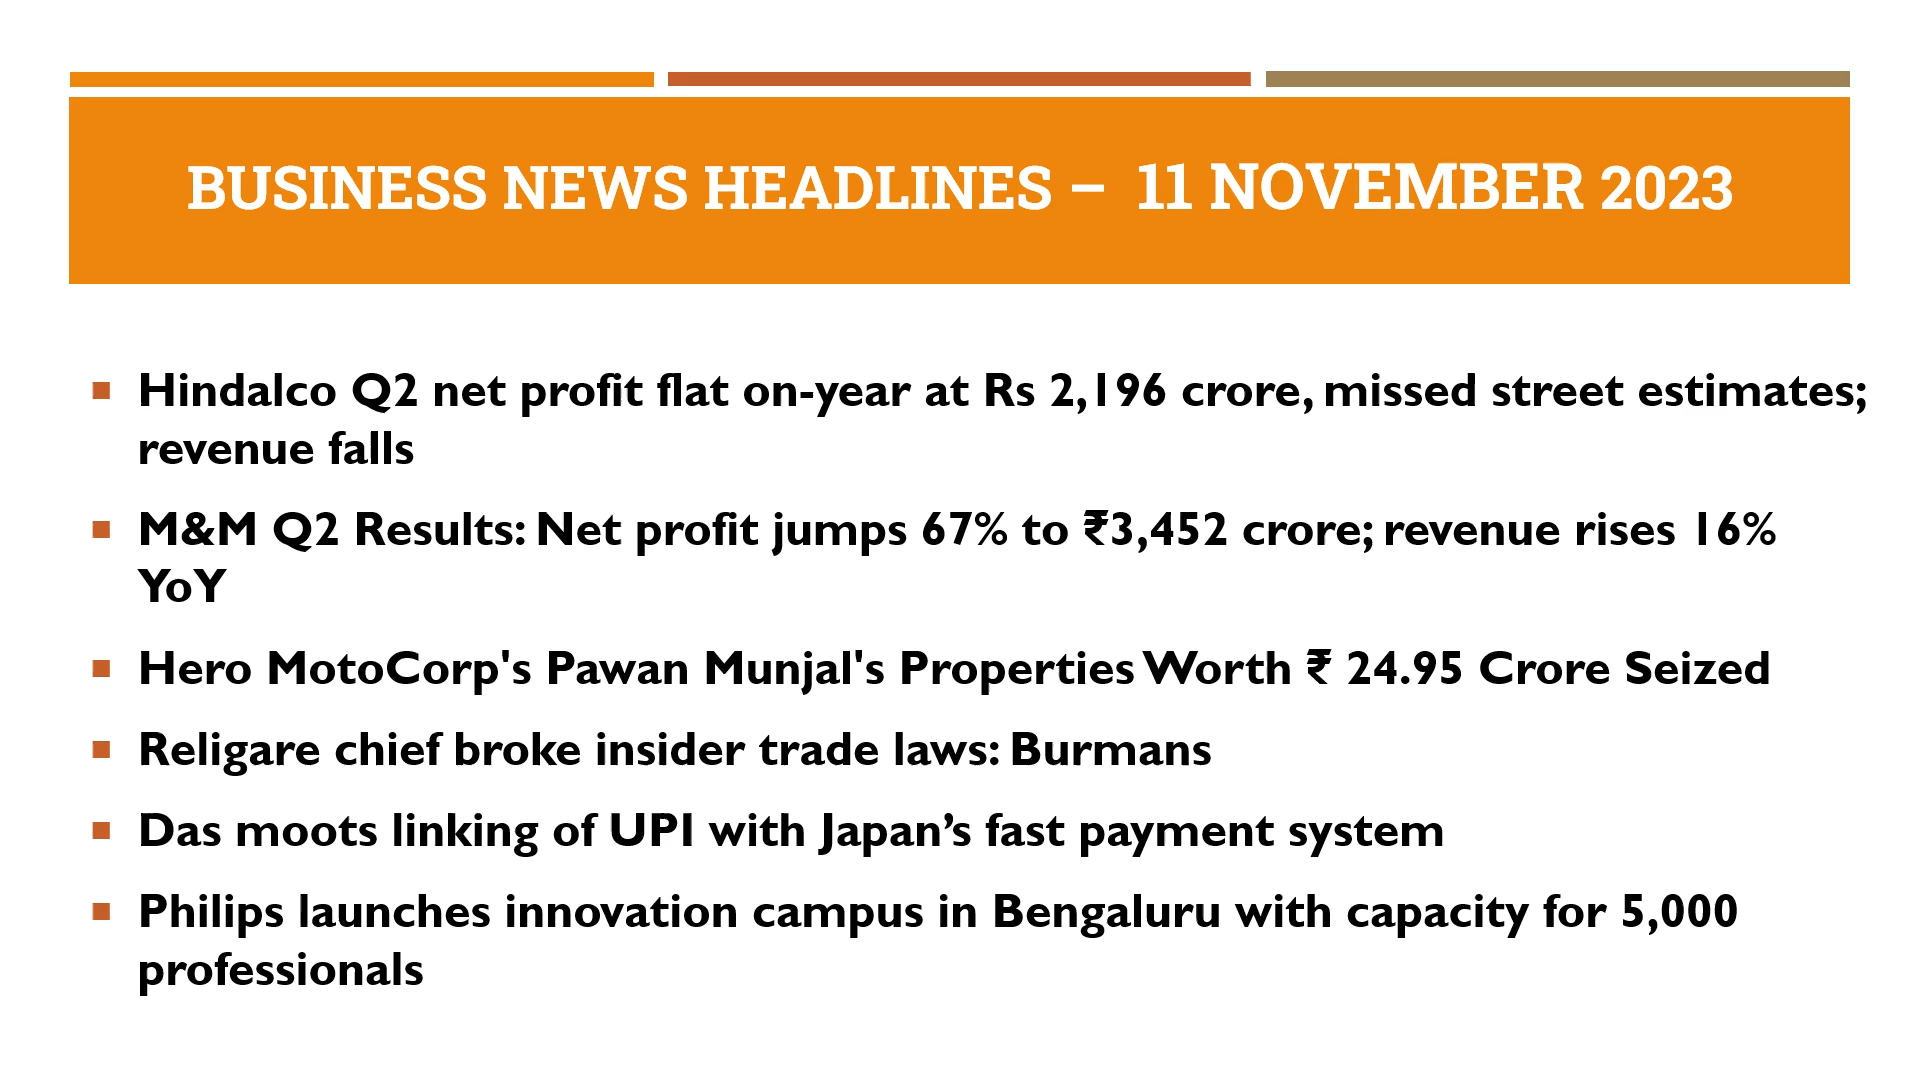 BUSINESS NEWS HEADLINES – 11 NOVEMBER 2023
Hindalco Q2 net profit flat on-year at Rs 2,196 crore, missed street estimates;
revenue falls
M&M Q2 Results: Net profit jumps 67% to ₹3,452 crore; revenue rises 16%
YoY
Hero MotoCorp's Pawan Munjal's Properties Worth ₹ 24.95 Crore Seized
Religare chief broke insider trade laws: Burmans
Das moots linking of UPI with Japan’s fast payment system
Philips launches innovation campus in Bengaluru with capacity for 5,000
professionals